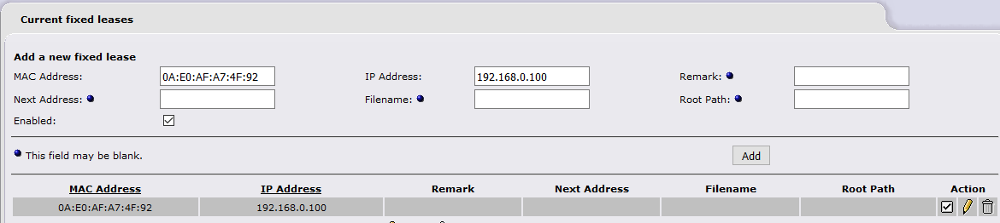 Current fixed leases
Add a new fixed lease
MAC Address: 0A:E0:AF:A7:4F:92 IP Address: 192.168.0.100 Remark:
Next Address: Filename: Root Path:
Enabled:
This field may be blank. Add
MAC Address IP Address Remark Next Address Filename Root Path Action
0A:E0:AF:A7:4F:92 192.168.0.100